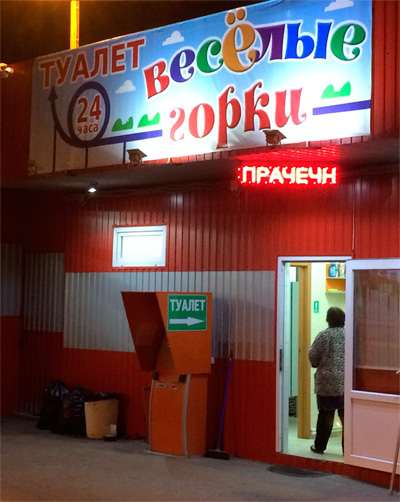 ТУАЛЕТ
24
часа
весёлые
горки
ПРАЧЕЧН
ТУАЛЕТ